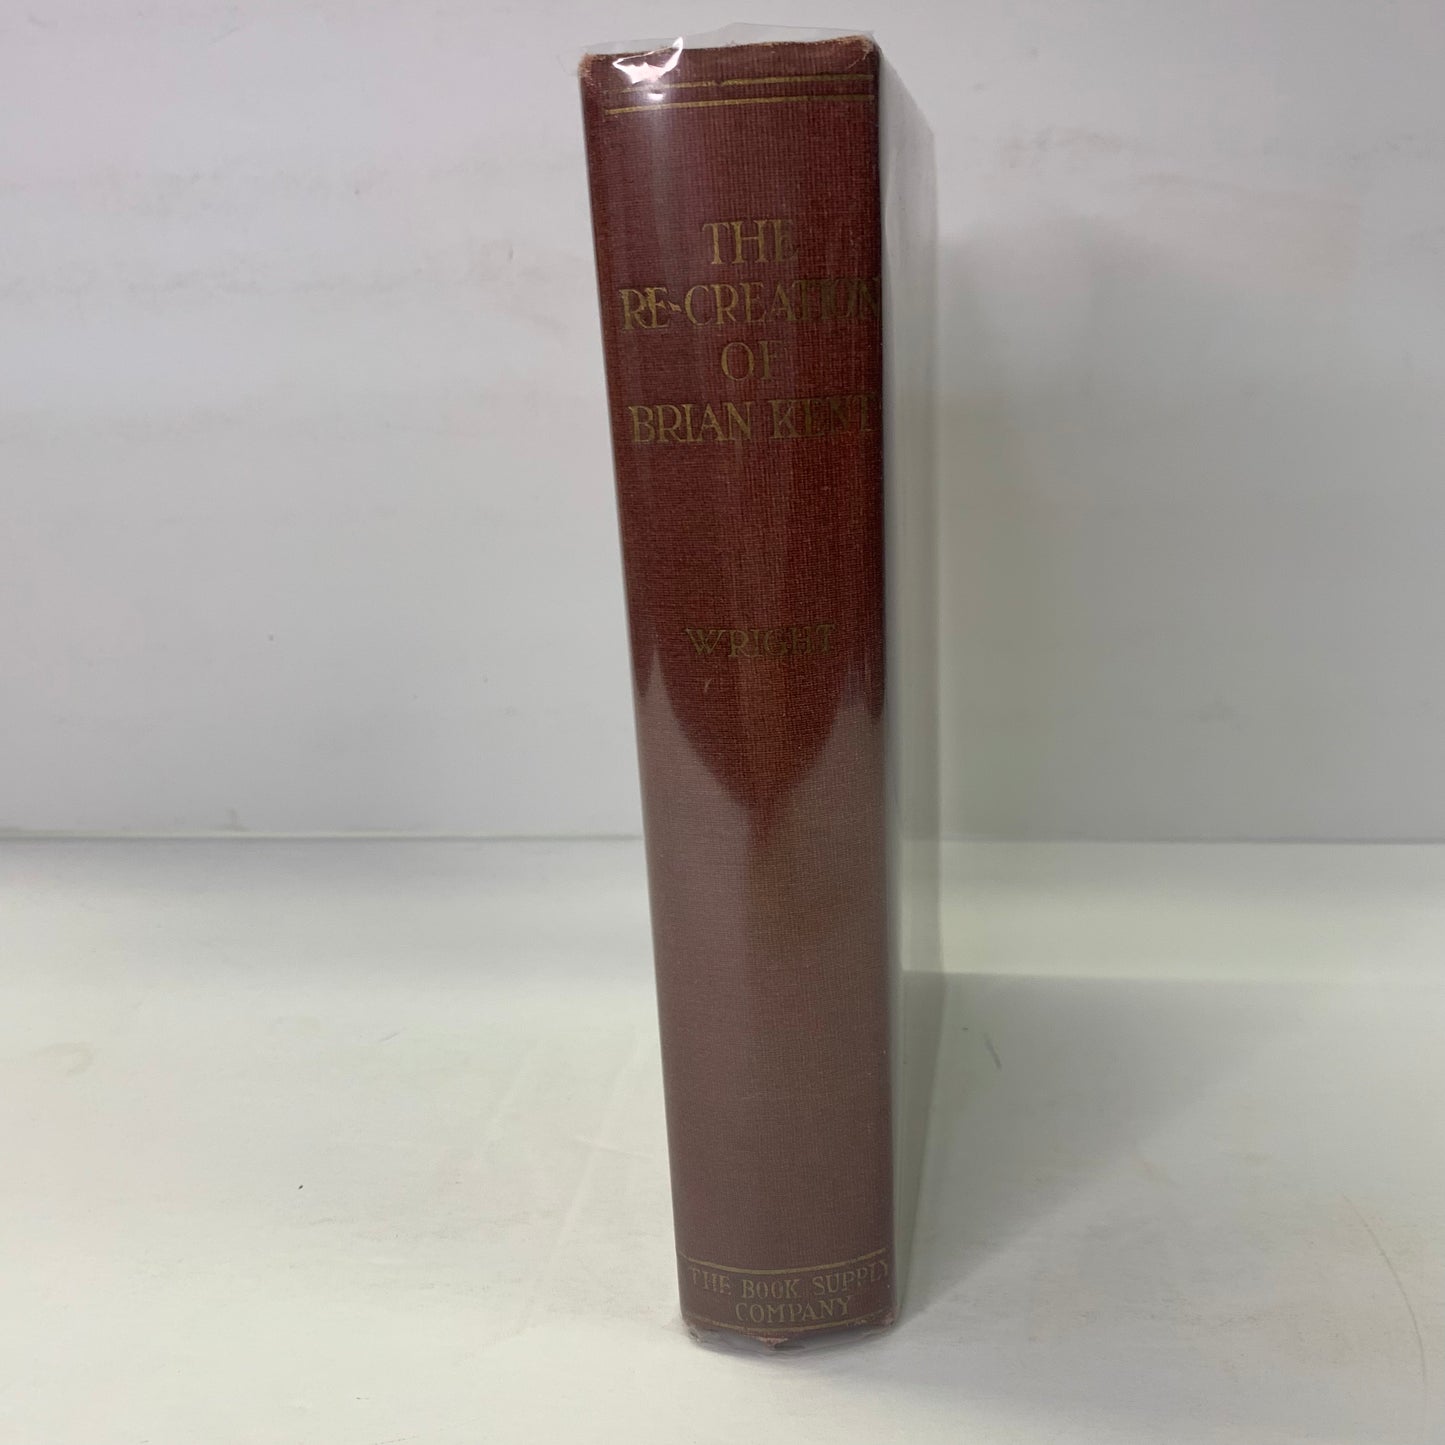 THE
RE-CREATION
OF
BRIAN KENT
WRIGHT
THE BOOK SUPPLY
COMPANY